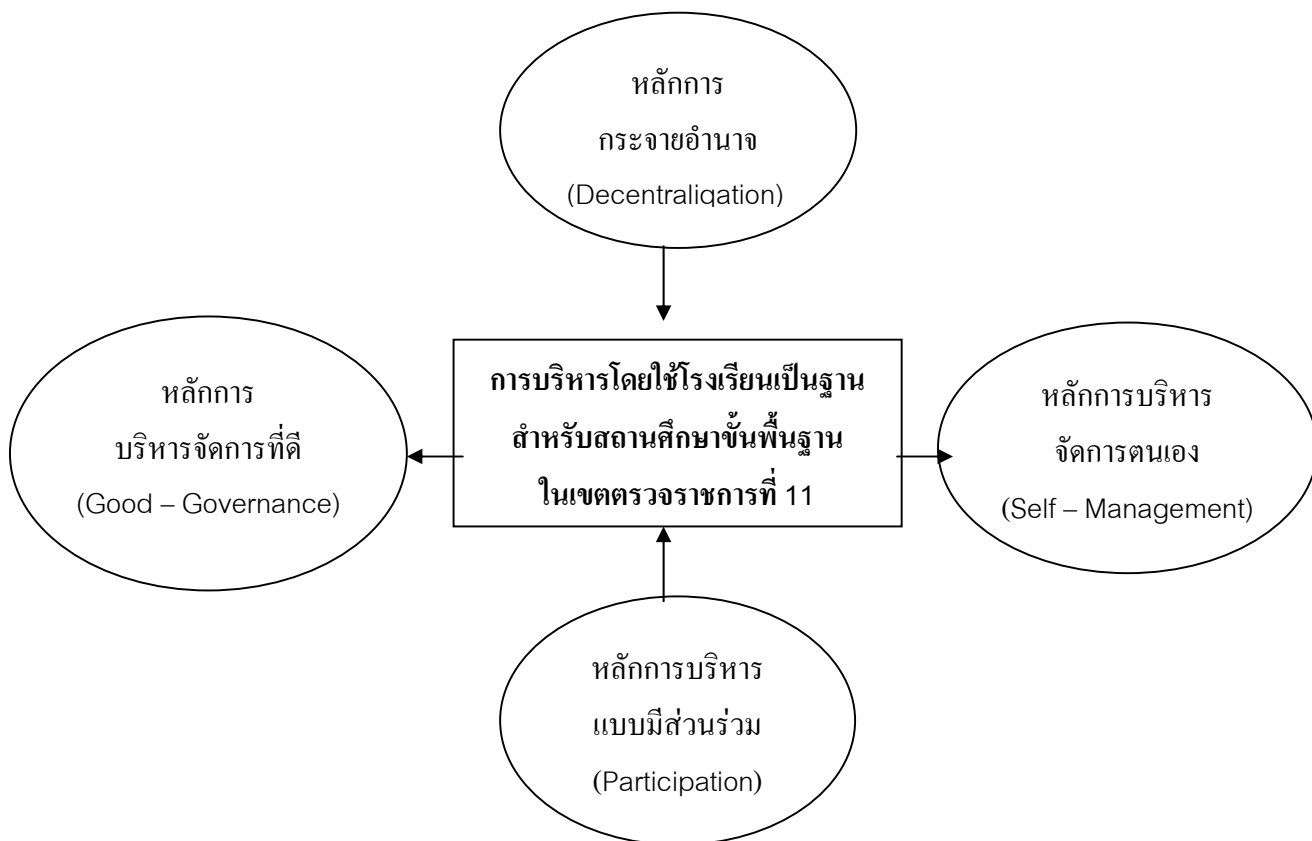 หลักการ
กระจายอำนาจ
(Decentraliqation)
หลักการ
บริหารจัดการที่ดี
(Good – Governance)
การบริหารโดยใช้โรงเรียนเป็นฐาน
สำหรับสถานศึกษาขั้นพื้นฐาน
ในเขตตรวจราชการที่ 11
หลักการบริหาร
จัดการตนเอง
(Self – Management)
หลักการบริหาร
แบบมีส่วนร่วม
(Participation)